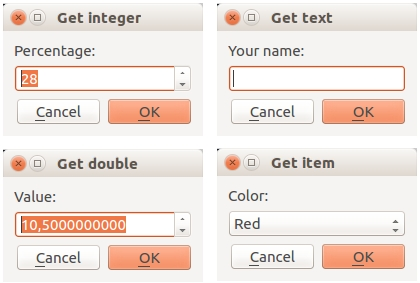 Get integer
Percentage:
28
Cancel OK
Get text
Your name:
Cancel OK
Get double
Value:
10,5000000000
Cancel OK
Get item
Color:
Red
Cancel OK